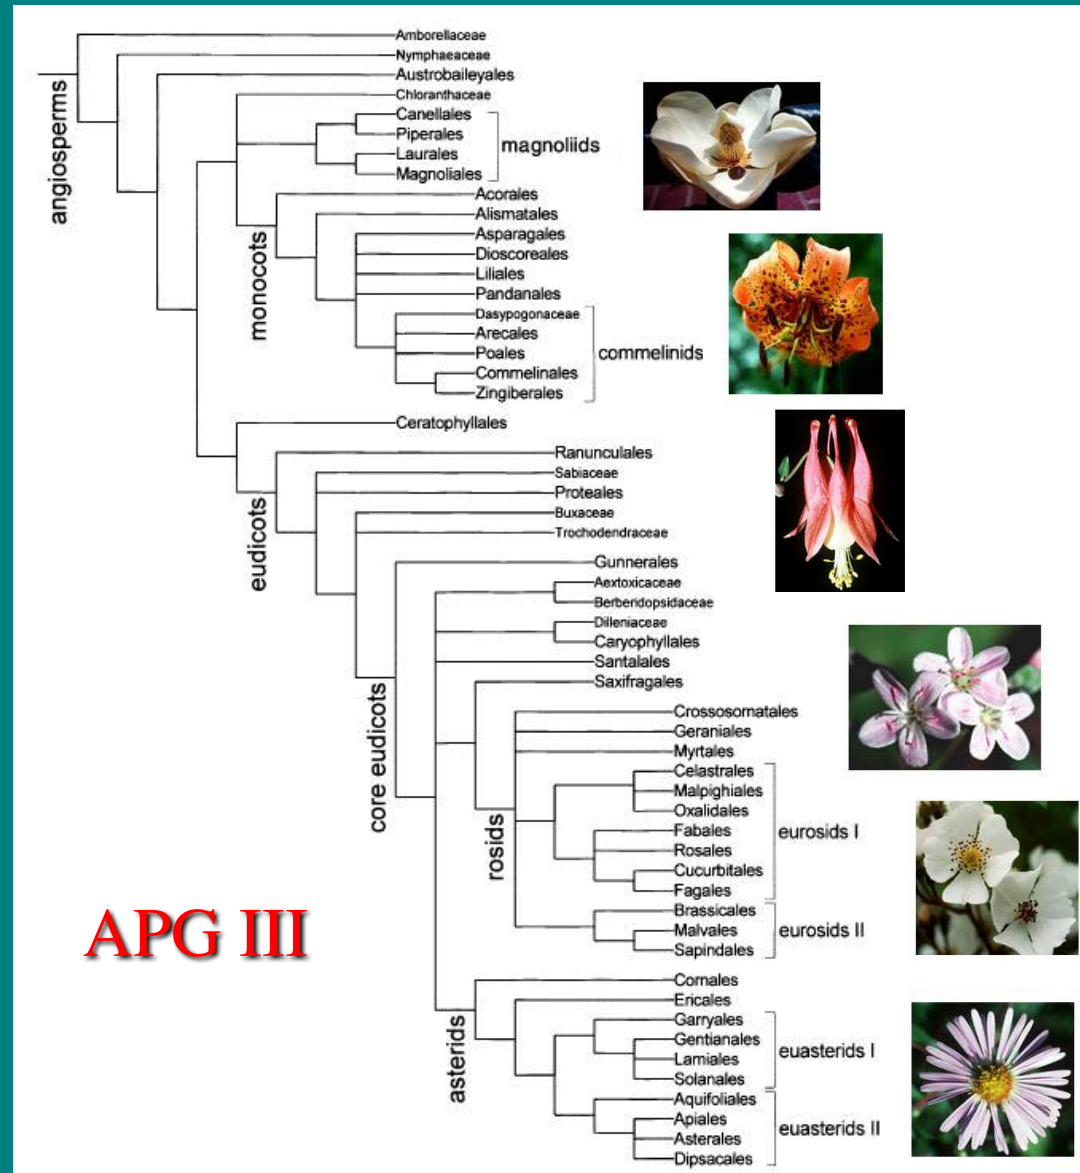 angiosperms
Amborellaceae
Nymphaeaceae
Austrobaileyales
Chloranthaceae
Canellales
Piperales
Laurales
Magnoliales
magnoliids
monocots
Acorales
Alismatales
Asparagales
Dioscoreales
Liliales
Pandanales
Dasypogonaceae
Arecales
Poales
Commelinales
Zingiberales
commelinids
Ceratophyllales
eudicots
Ranunculales
Sabiaceae
Proteales
Buxaceae
Trochodendraceae
core eudicots
Gunnerales
Aextoxicaceae
Berberidopsidaceae
Dilleniaceae
Caryophyllales
Santalales
Saxifragales
rosids
Crossosomatales
Geraniales
Myrtales
Celastrales
Malpighiales
Oxalidales
Fabales
Rosales
Cucurbitales
Fagales
eurosids I
Brassicales
Malvales
Sapindales
eurosids II
APG III
asterids
Cornales
Ericales
Garryales
Gentianales
Lamiales
Solanales
euasterids I
Aquifoliales
Apiales
Asterales
Dipsacales
euasterids II